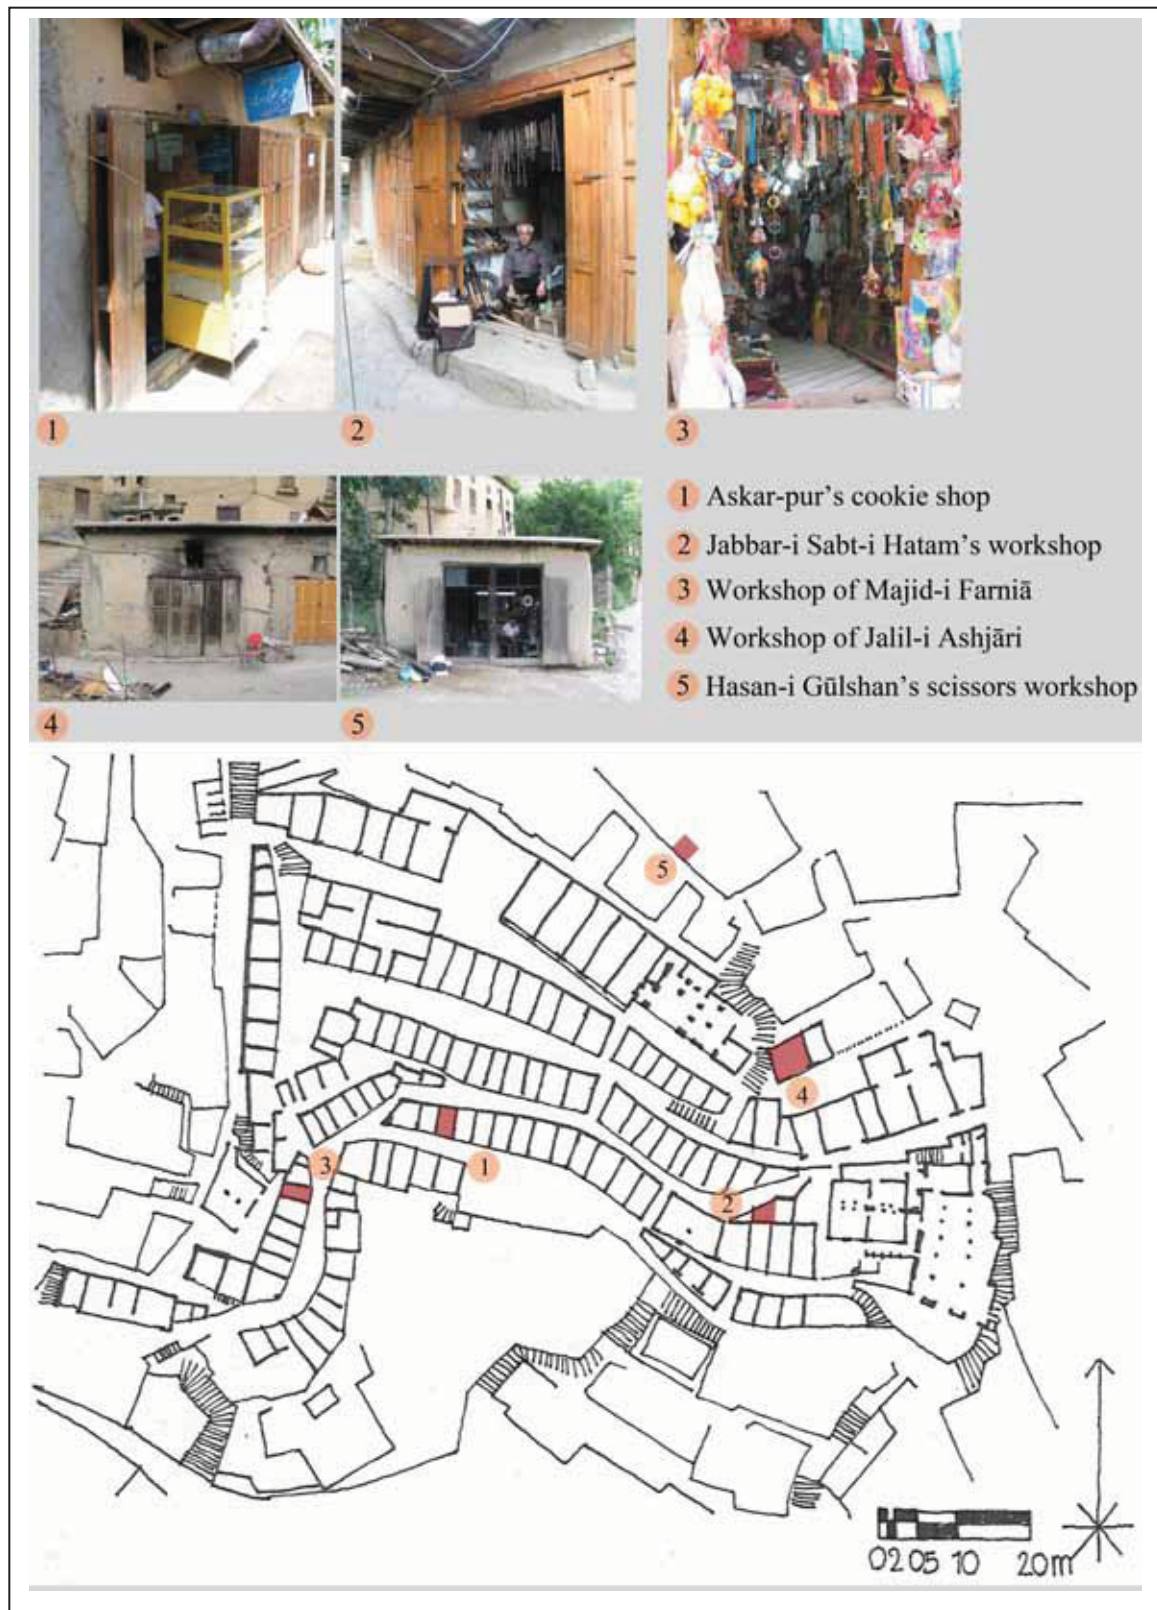 1
2
3
4
5
1 Askar-pur’s cookie shop
2 Jabbar-i Sabt-i Hatam’s workshop
3 Workshop of Majid-i Farniā
4 Workshop of Jalil-i Ashjāri
5 Hasan-i Gūlshan’s scissors workshop
5
4
3
1
2
0 2 05 10 20m